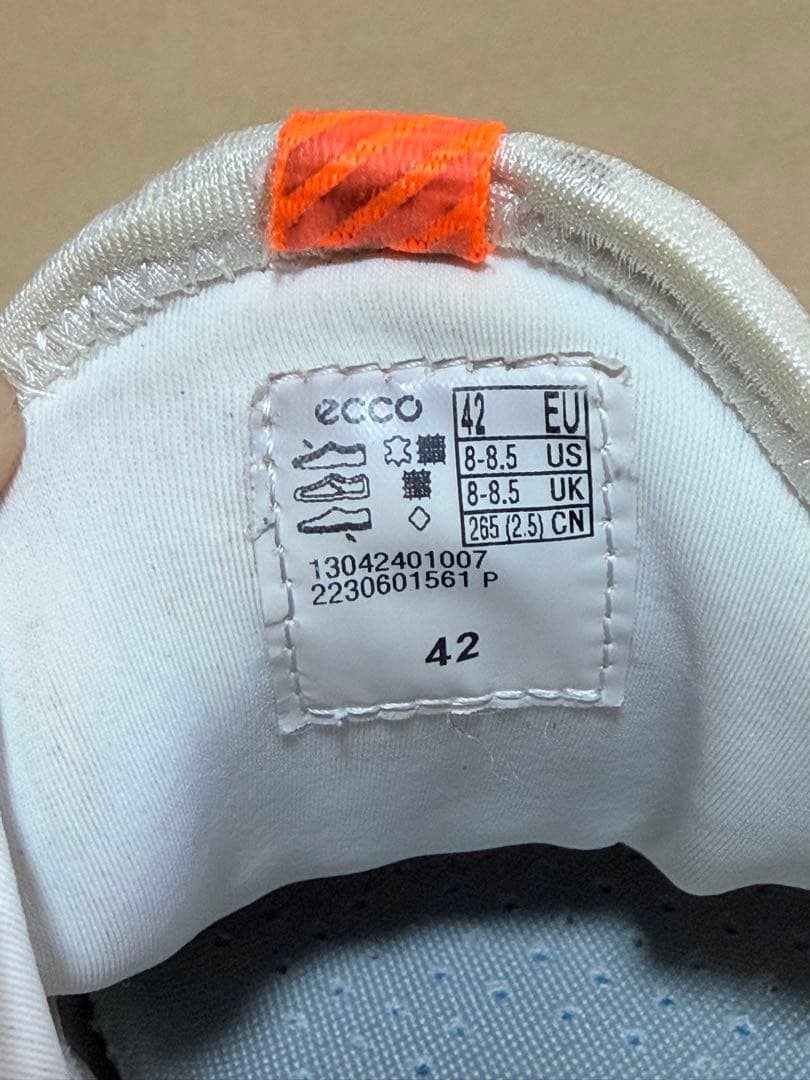 ecco
42 EU
8-8.5 US
8-8.5 UK
265 (2.5) CN
13042401007
2230601561 P
42